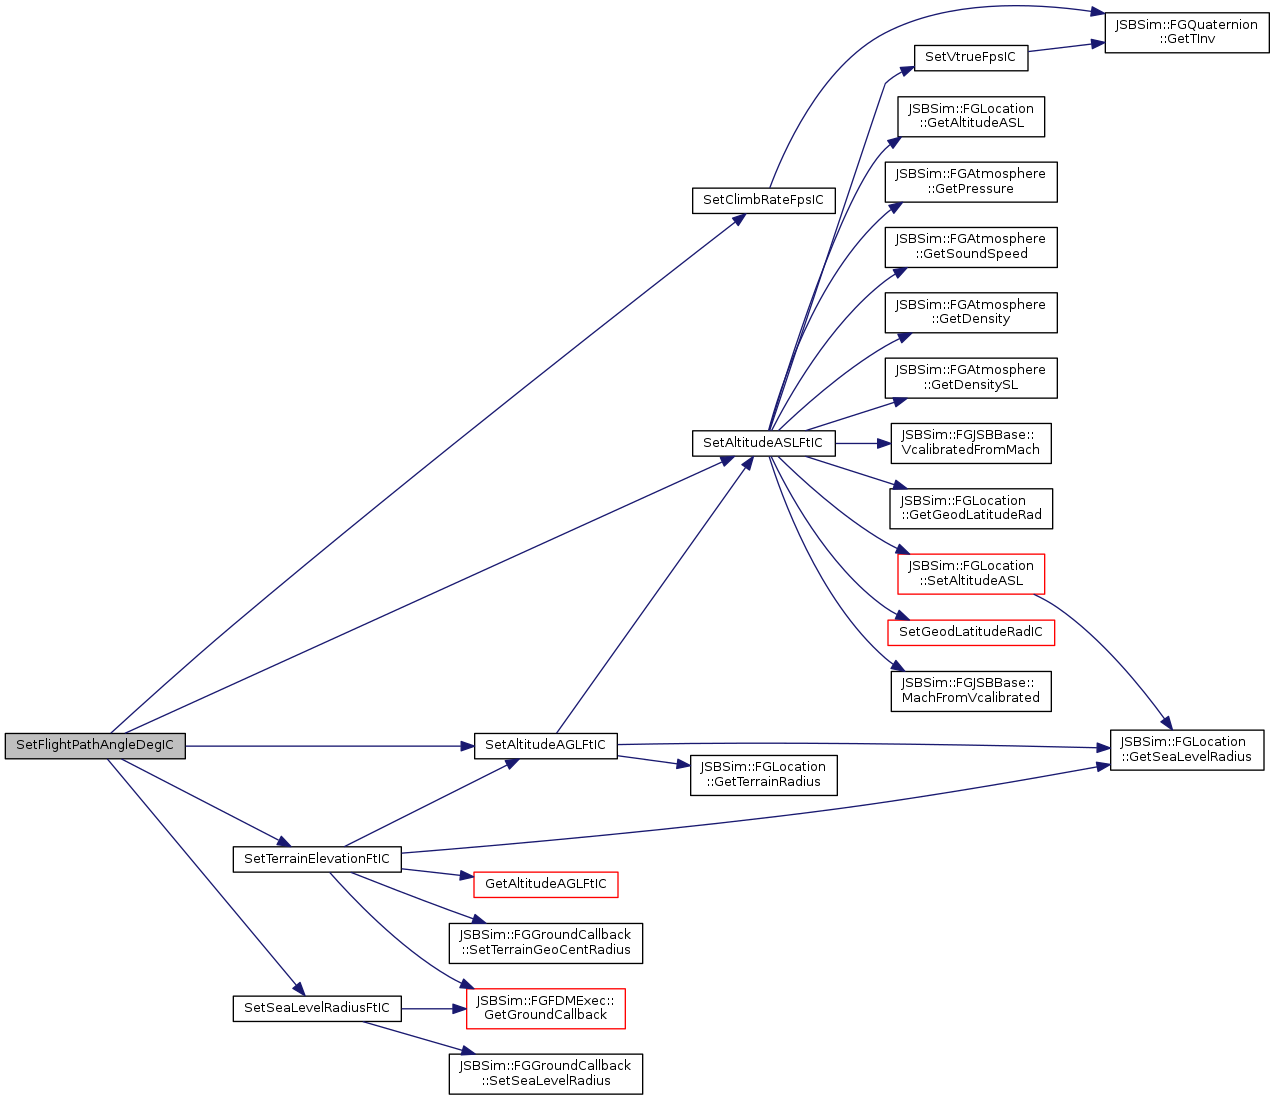 JSBSim::FGQuaternion
::GetTInv
SetVtrueFpsIC
JSBSim::FGLocation
::GetAltitudeASL
JSBSim::FGAtmosphere
::GetPressure
SetClimbRateFpsIC
JSBSim::FGAtmosphere
::GetSoundSpeed
JSBSim::FGAtmosphere
::GetDensity
JSBSim::FGAtmosphere
::GetDensitySL
SetAltitudeASLFtIC
JSBSim::FGJSBBase::
VcalibratedFromMach
JSBSim::FGLocation
::GetGeodLatitudeRad
JSBSim::FGLocation
::SetAltitudeASL
SetGeodLatitudeRadIC
JSBSim::FGJSBBase::
MachFromVcalibrated
SetFlightPathAngleDegIC
SetAltitudeAGLFtIC
JSBSim::FGLocation
::GetSeaLevelRadius
JSBSim::FGLocation
::GetTerrainRadius
SetTerrainElevationFtIC
GetAltitudeAGLFtIC
JSBSim::FGGroundCallback
::SetTerrainGeoCentRadius
SetSeaLevelRadiusFtIC
JSBSim::FGFDMExec::
GetGroundCallback
JSBSim::FGGroundCallback
::SetSeaLevelRadius